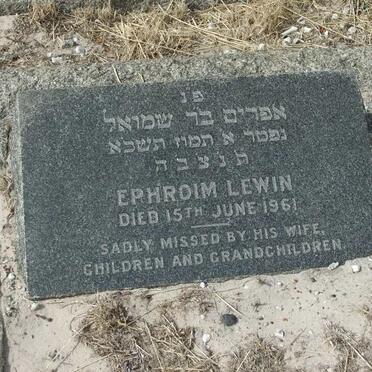 פ נ
אפרים בר שמואל
נפטר א תמוז תשכא
ת נ צ ב ה
EPHROIM LEWIN
DIED 15TH JUNE 1961
SADLY MISSED BY HIS WIFE,
CHILDREN AND GRANDCHILDREN.